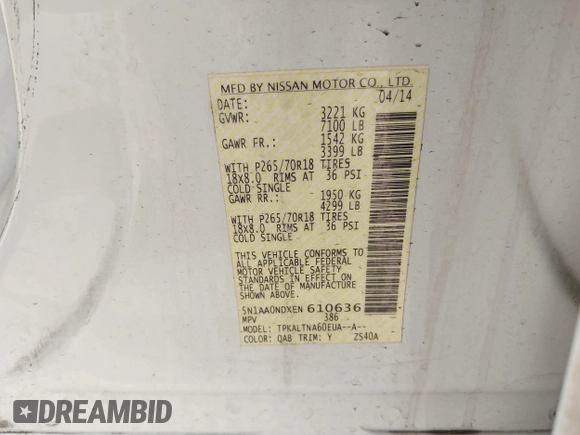 MFD BY NISSAN MOTOR CO., LTD.
DATE: 04/14
GVWR: 3221 KG
7100 LB
GAWR FR.: 1542 KG
3399 LB
WITH P265/70R18 TIRES
18X8.0 RIMS AT 36 PSI
COLD SINGLE
GAWR RR.: 1950 KG
4299 LB
WITH P265/70R18 TIRES
18X8.0 RIMS AT 36 PSI
COLD SINGLE
THIS VEHICLE CONFORMS TO
ALL APPLICABLE FEDERAL
MOTOR VEHICLE SAFETY
STANDARDS IN EFFECT ON THE
DATE OF MANUFACTURE
SHOWN ABOVE.
5N1AA0NDXEN610636
MPV 386
MODEL: TPKALTNA60EUA--A--
COLOR: QAB TRIM: Y ZS40A
DREAMBID